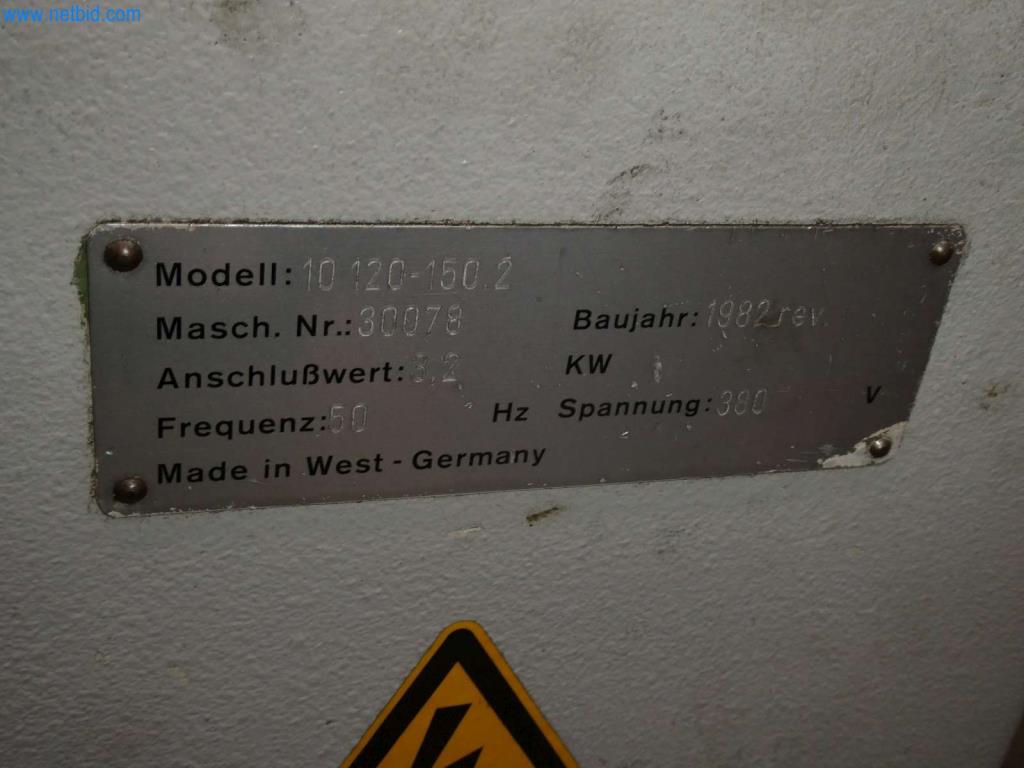 www.netbid.com
Modell: 10 120-150.2
Masch. Nr.: 30078 Baujahr: 1982 rev.
Anschlußwert: 3,2 KW
Frequenz: 50 Hz Spannung: 380 V
Made in West - Germany